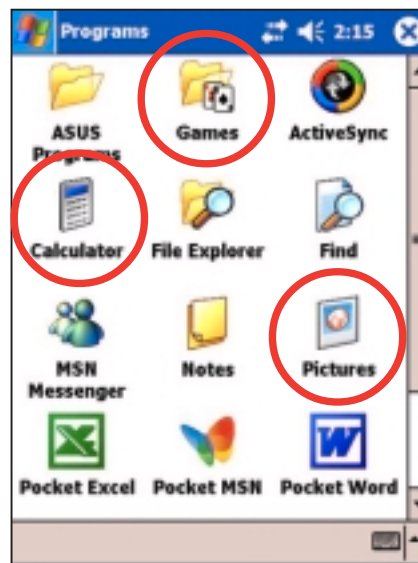 Programs 2:15
ASUS Programs Games ActiveSync
Calculator File Explorer Find
MSN Messenger Notes Pictures
Pocket Excel Pocket MSN Pocket Word